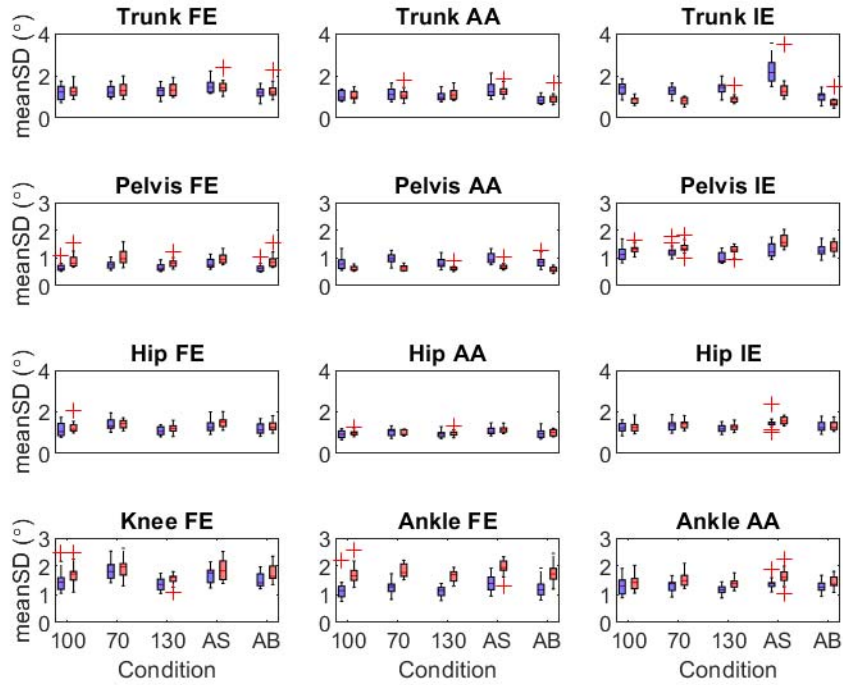 Trunk FE Trunk AA Trunk IE
4 4 4
2 2 2
0 0 0
meanSD (°)
Pelvis FE Pelvis AA Pelvis IE
3 3 3
2 2 2
1 1 1
0 0 0
meanSD (°)
Hip FE Hip AA Hip IE
4 4 4
2 2 2
0 0 0
meanSD (°)
Knee FE Ankle FE Ankle AA
3 3 3
2 2 2
1 1 1
0 0 0
meanSD (°)
100 70 130 AS AB 100 70 130 AS AB 100 70 130 AS AB
Condition Condition Condition